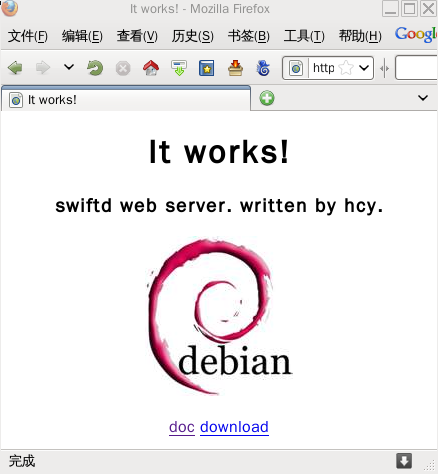 It works! - Mozilla Firefox
文件(F) 编辑(E) 查看(V) 历史(S) 书签(B) 工具(T) 帮助(H) Google
http
It works!
It works!
swiftd web server. written by hcy.
debian
doc download
完成